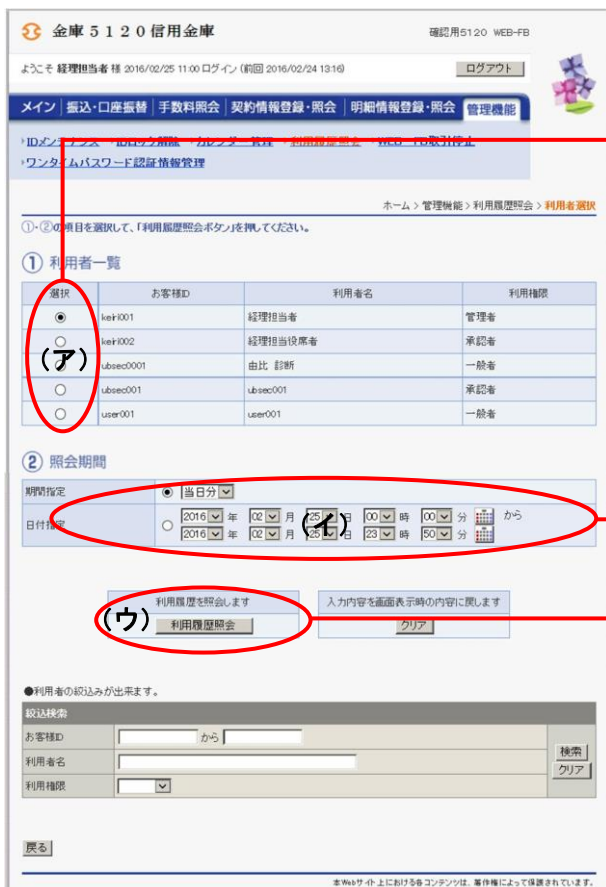 金庫５１２０信用金庫
確認用5120 WEB-FB
ようこそ 経理担当者 様 2016/02/25 11:00 ログイン (前回 2016/02/24 13:16)
ログアウト
メイン 振込・口座振替 手数料照会 契約情報登録・照会 明細情報登録・照会 管理機能
IDメンテナンス IDロック解除 カレンダー管理 利用履歴照会 WEB-FB取引停止
ワンタイムパスワード認証情報管理
ホーム > 管理機能 > 利用履歴照会 > 利用者選択
①・②の項目を選択して、「利用履歴照会ボタン」を押してください。
① 利用者一覧
選択 お客様ID 利用者名 利用権限
keiri001 経理担当者 管理者
keiri002 経理担当役席者 承認者
(ア)
ubsec0001 由比 診断 一般者
ubsec001 ubsec001 承認者
user001 user001 一般者
② 照会期間
期間指定 当日分
日付指定 2016 年 02 月 25 日 00 時 00 分 から
2016 年 02 月 25 日 23 時 50 分
(イ)
利用履歴を照会します 入力内容を画面表示時の内容に戻します
(ウ) 利用履歴照会 クリア
●利用者の絞込みが出来ます。
絞込検索
お客様ID から
利用者名
利用権限
検索
クリア
戻る
本Webサイト上における各コンテンツは、著作権によって保護されています。